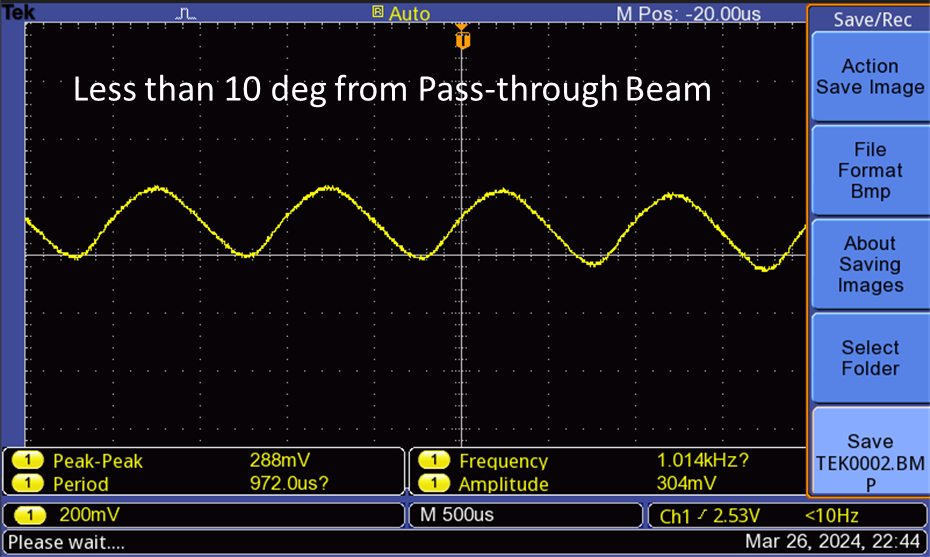 Tek
Auto
M Pos: -20.00us
Save/Rec
Less than 10 deg from Pass-through Beam
Action
Save Image
File
Format
Bmp
About
Saving
Images
Select
Folder
Save
TEK0002.BM
P
1 Peak-Peak 288mV
1 Period 972.0us?
1 Frequency 1.014kHz?
1 Amplitude 304mV
1 200mV
M 500us
Ch1 2.53V <10Hz
Please wait....
Mar 26, 2024, 22:44